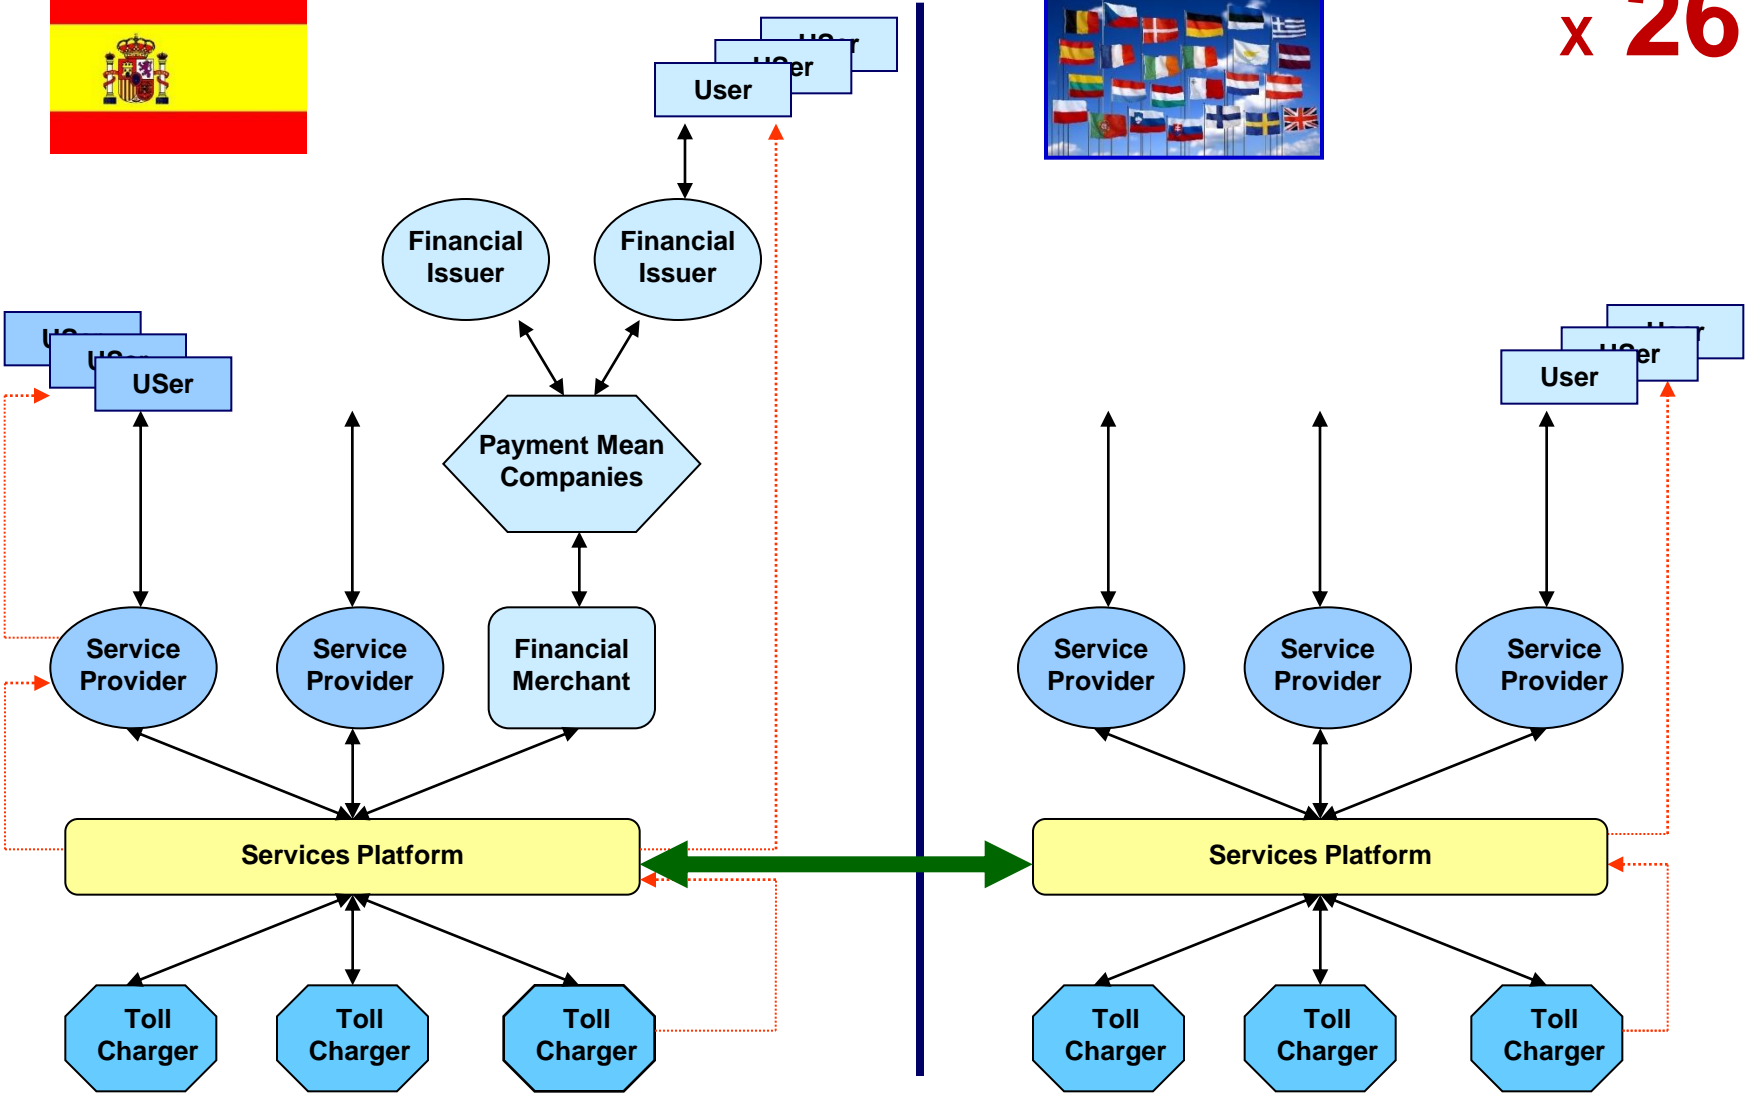 x 26
User
User
Financial
Issuer
Financial
Issuer
USer
User
Payment Mean
Companies
Service
Provider
Service
Provider
Financial
Merchant
Service
Provider
Service
Provider
Service
Provider
Services Platform
Services Platform
Toll
Charger
Toll
Charger
Toll
Charger
Toll
Charger
Toll
Charger
Toll
Charger